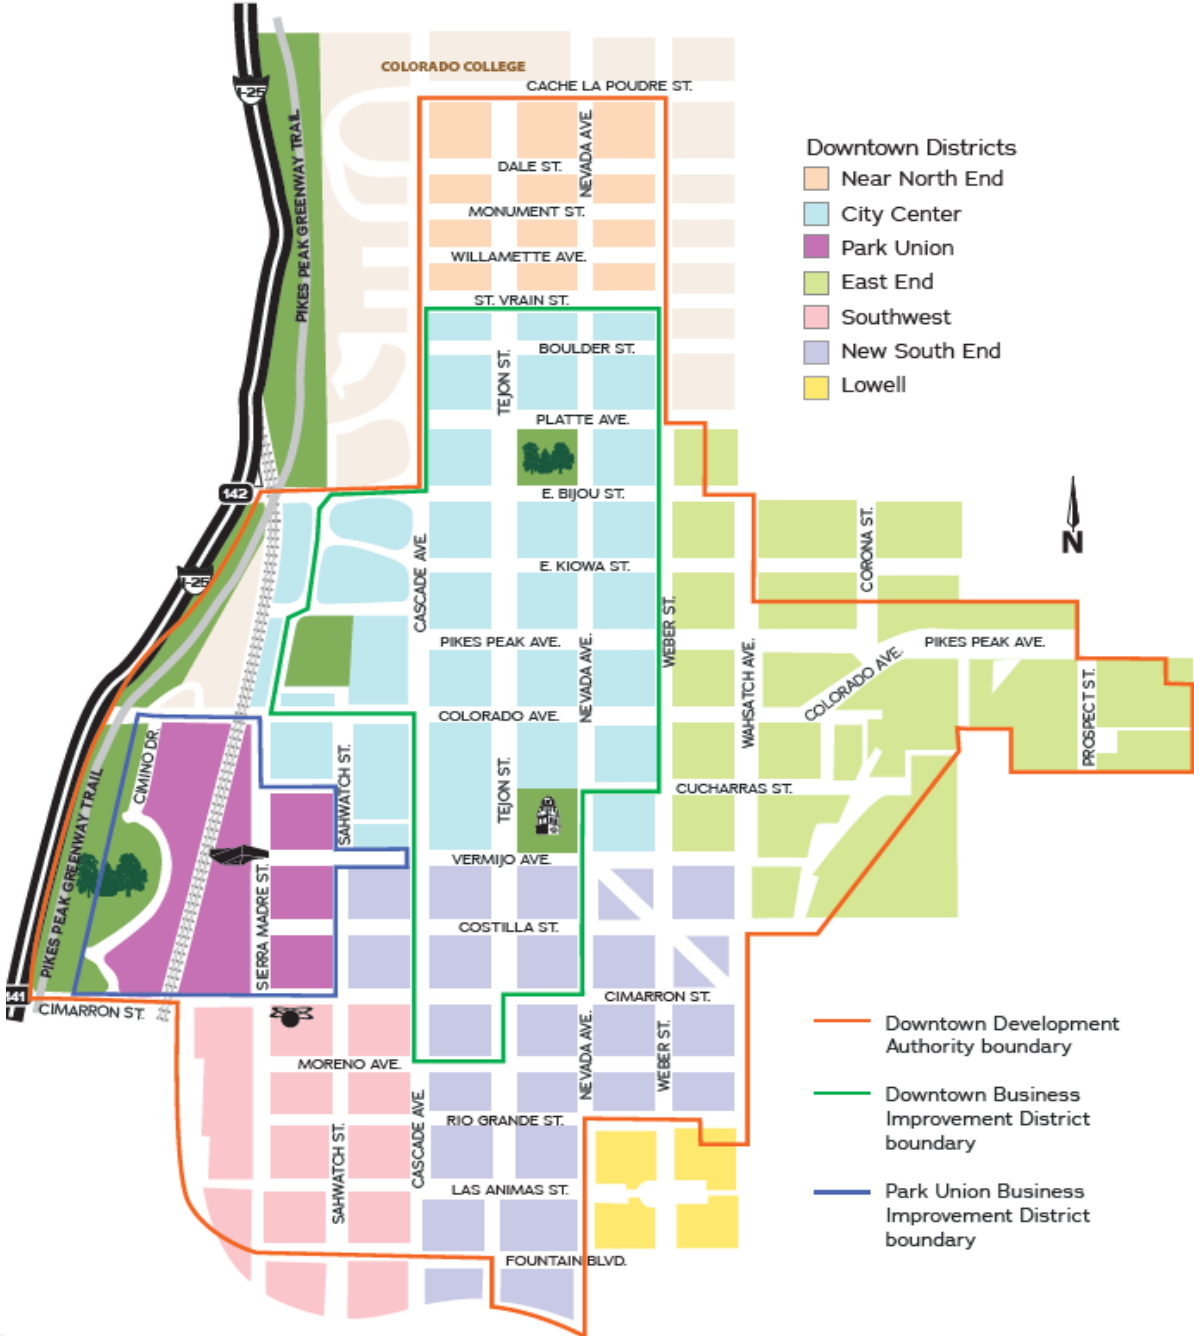 COLORADO COLLEGE
CACHE LA POUDRE ST.
I-25
PIKES PEAK GREENWAY TRAIL
NEVADA AVE.
DALE ST.
MONUMENT ST.
WILLAMETTE AVE.
ST. VRAIN ST.
BOULDER ST.
TEJON ST.
PLATTE AVE.
142
E. BIJOU ST.
I-25
CASCADE AVE.
E. KIOWA ST.
CORONA ST.
WEBER ST.
PIKES PEAK AVE.
NEVADA AVE.
PIKES PEAK AVE.
WAHSATCH AVE.
COLORADO AVE.
PROSPECT ST.
COLORADO AVE.
CIMINO DR.
SAHWATCH ST.
TEJON ST.
CUCHARRAS ST.
PIKES PEAK GREENWAY TRAIL
VERMIJO AVE.
SIERRA MADRE ST.
COSTILLA ST.
141
CIMARRON ST.
CIMARRON ST.
NEVADA AVE.
WEBER ST.
MORENO AVE.
CASCADE AVE.
RIO GRANDE ST.
SAHWATCH ST.
LAS ANIMAS ST.
FOUNTAIN BLVD.
Downtown Districts
Near North End
City Center
Park Union
East End
Southwest
New South End
Lowell
N
Downtown Development
Authority boundary
Downtown Business
Improvement District
boundary
Park Union Business
Improvement District
boundary